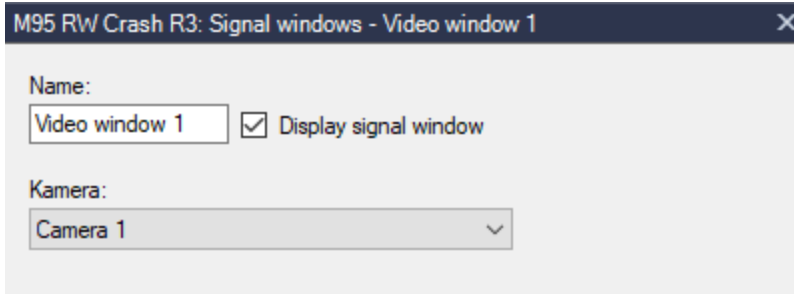 M95 RW Crash R3: Signal windows - Video window 1
Name:
Video window 1 Display signal window
Kamera:
Camera 1